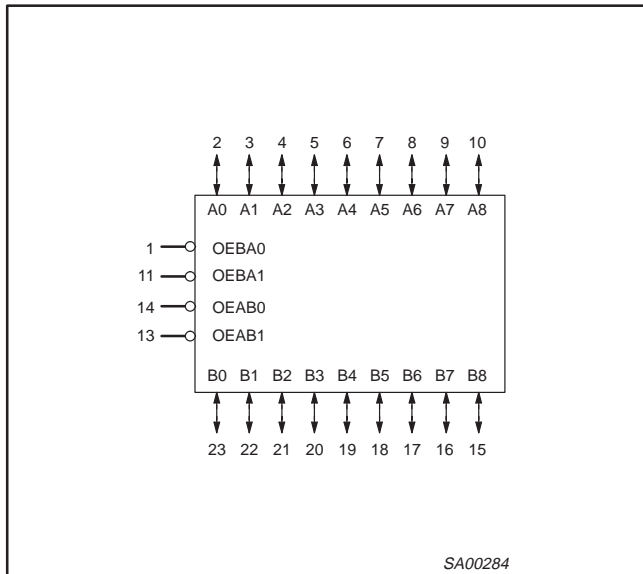 2 3 4 5 6 7 8 9 10
A0 A1 A2 A3 A4 A5 A6 A7 A8
1 OEBA0
11 OEBA1
14 OEAB0
13 OEAB1
B0 B1 B2 B3 B4 B5 B6 B7 B8
23 22 21 20 19 18 17 16 15
SA00284